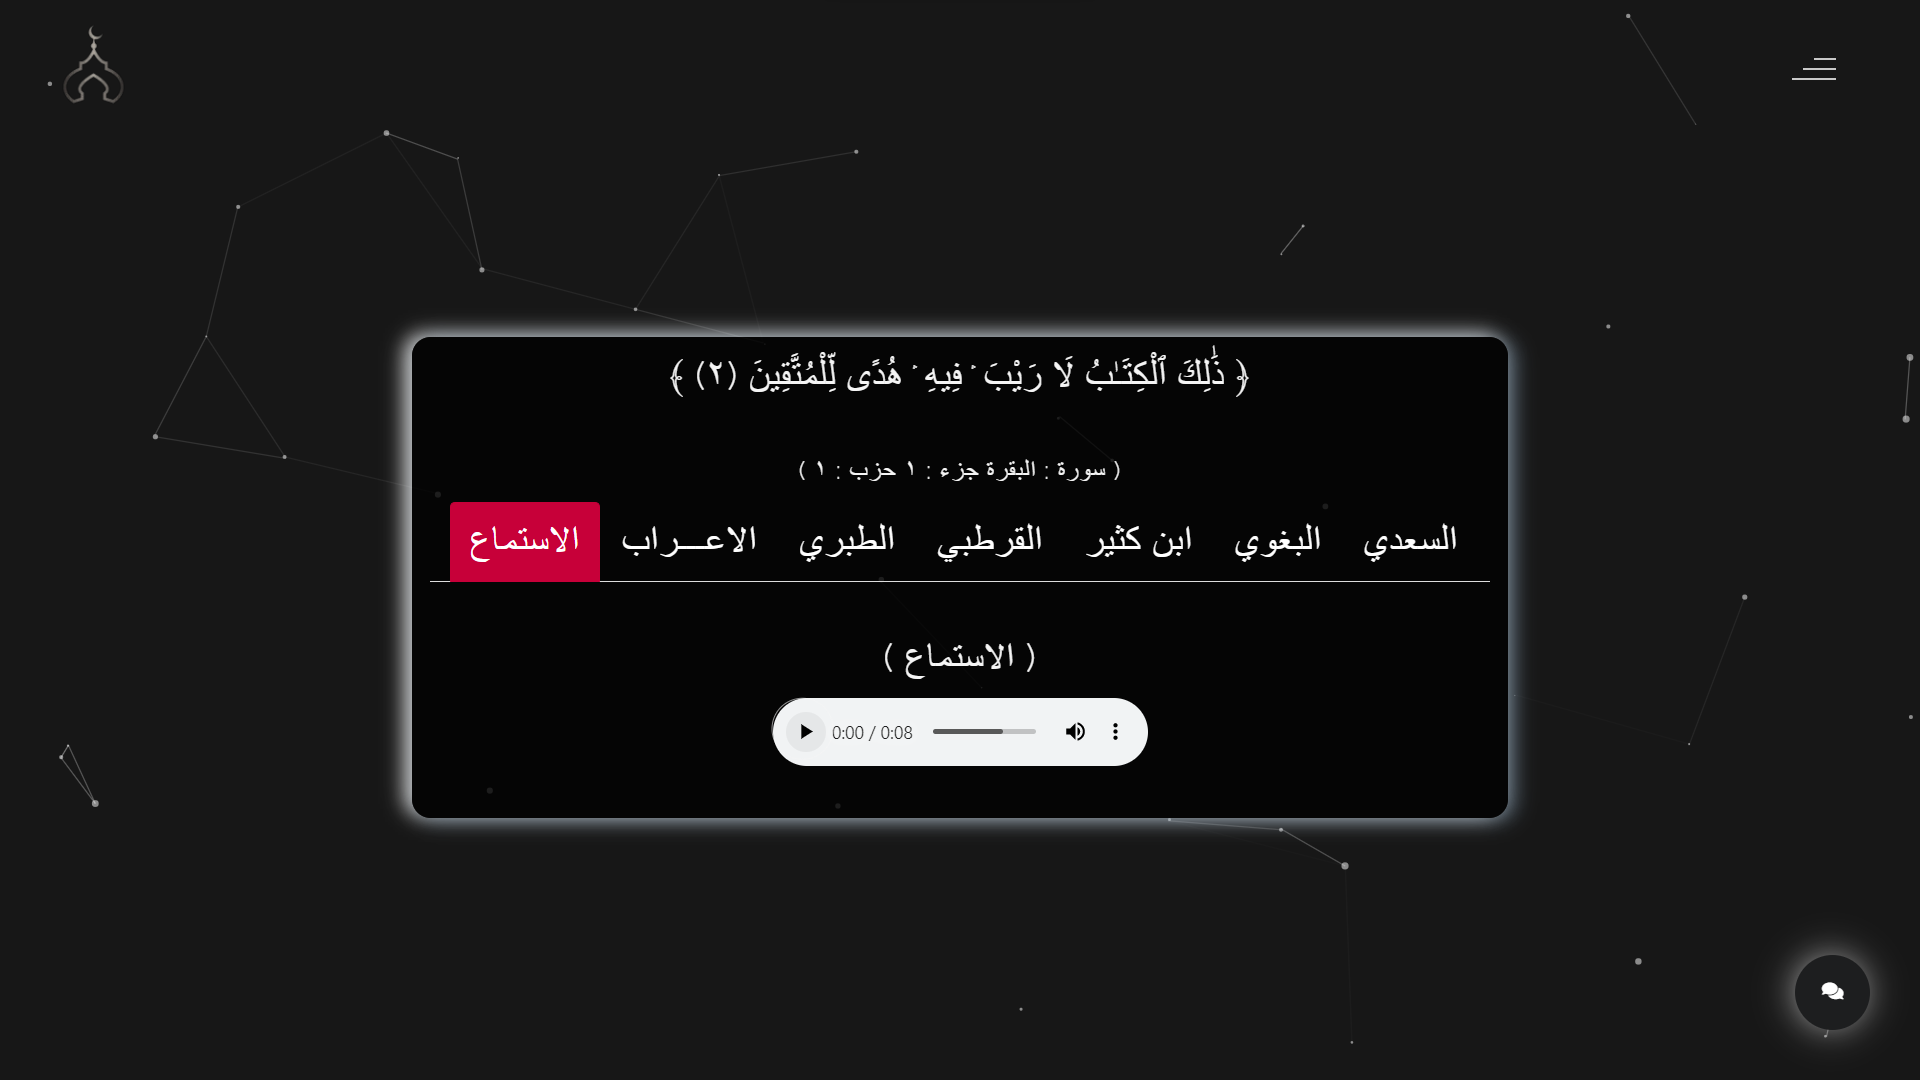 ﴿ ذَٰلِكَ ٱلْكِتَـٰبُ لَا رَيْبَ ۛ فِيهِ ۛ هُدًى لِّلْمُتَّقِينَ (٢) ﴾
( سورة : البقرة جزء : ١ حزب : ١ )
السعدي البغوي ابن كثير القرطبي الطبري الاعـــراب الاستماع
( الاستماع )
0:00 / 0:08